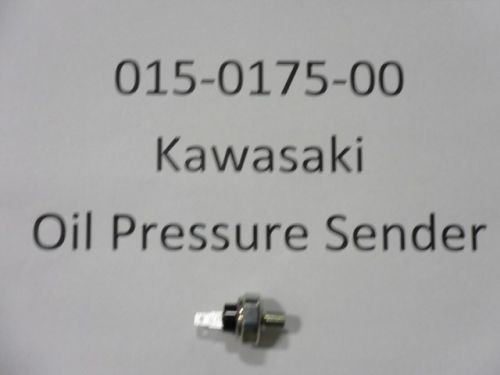 015-0175-00
Kawasaki
Oil Pressure Sender